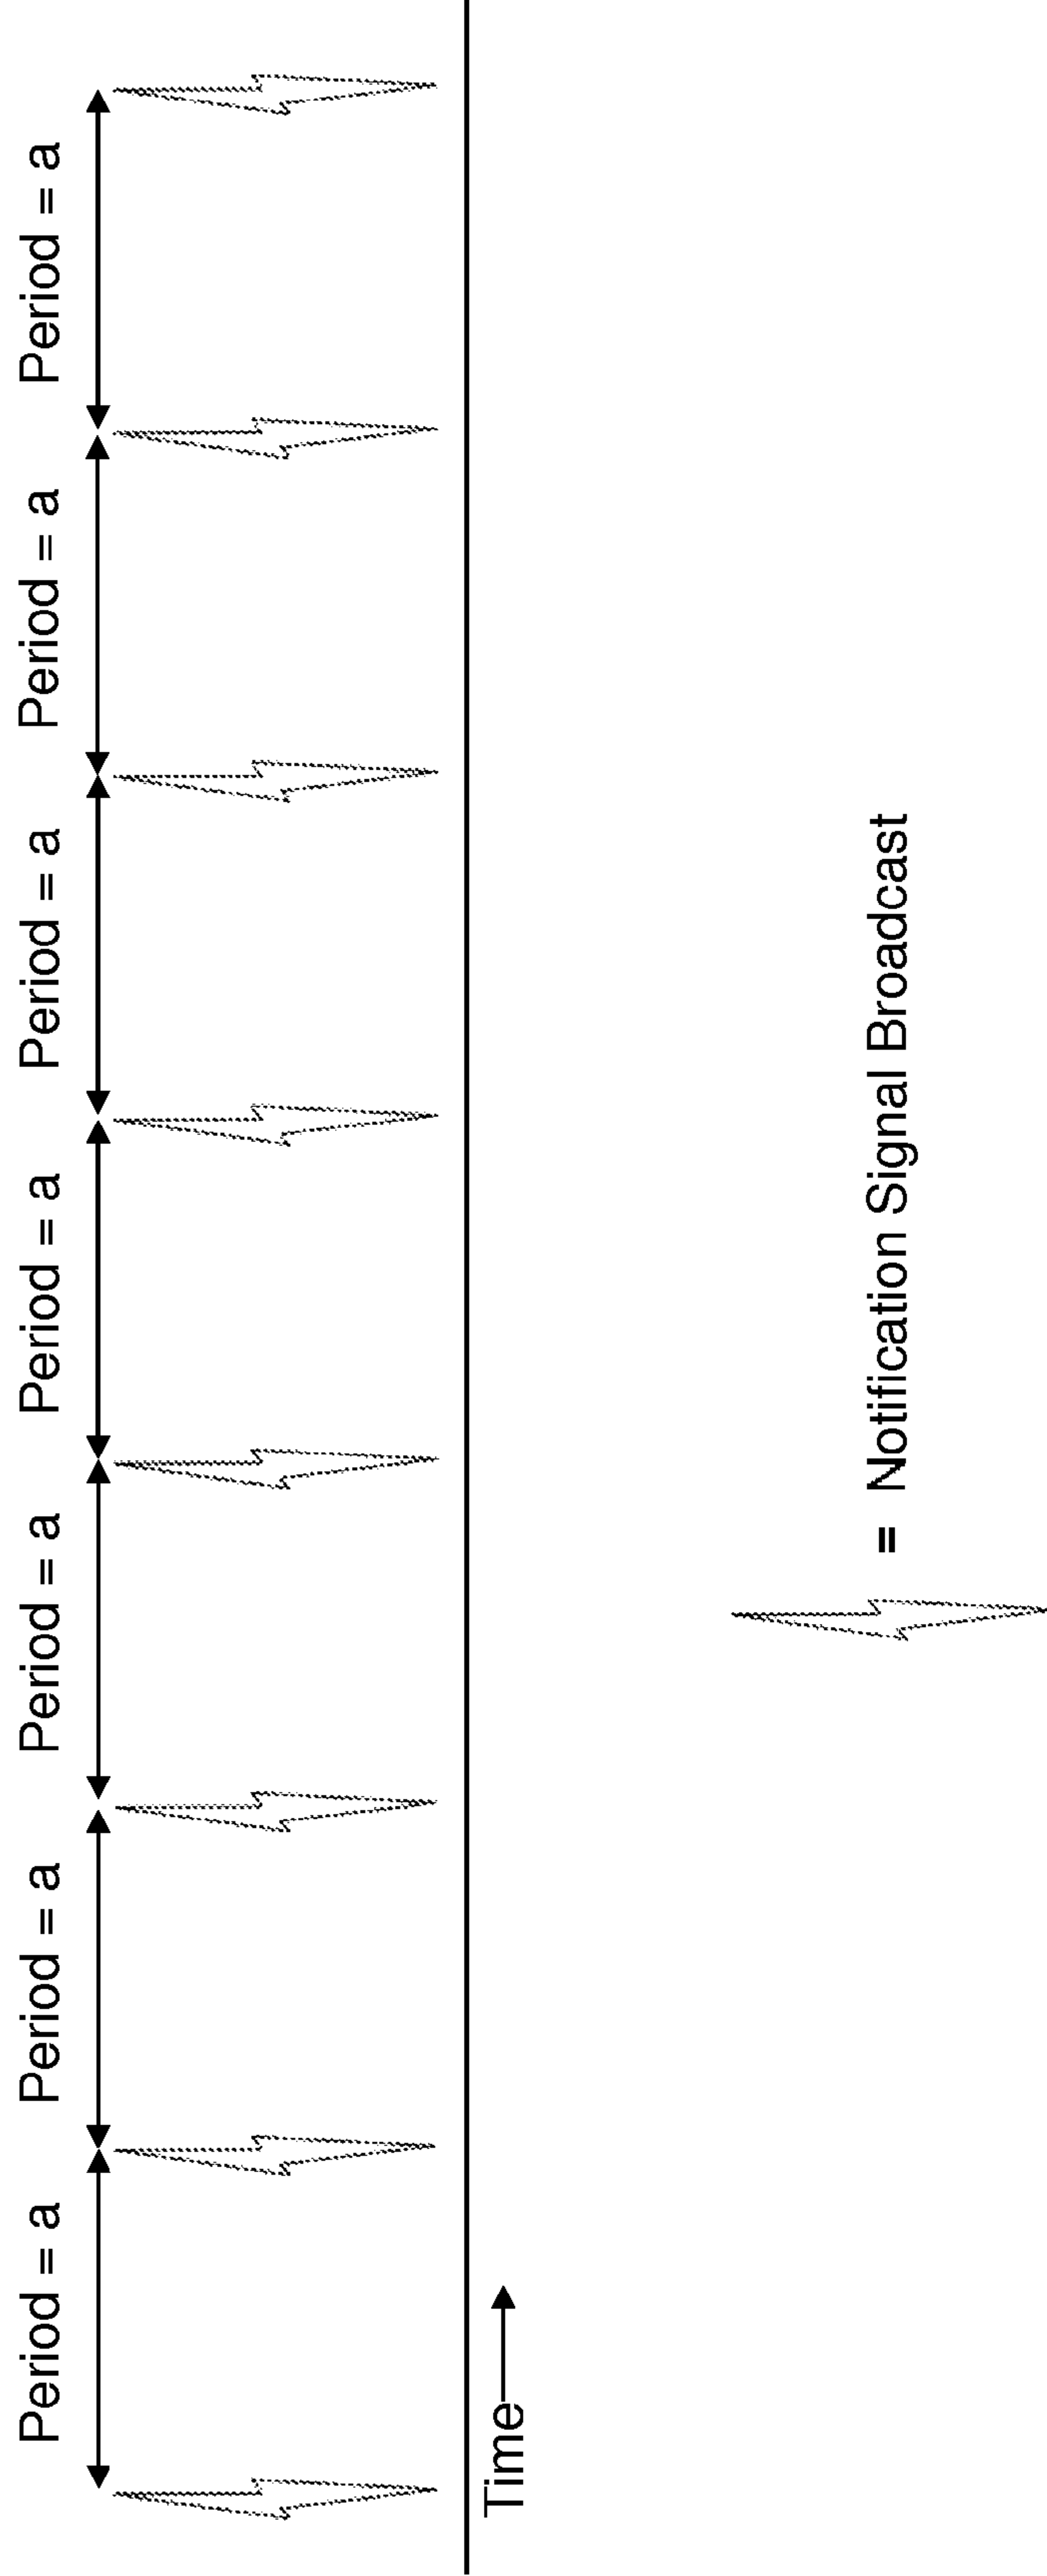 Period = a
Period = a
Period = a
Period = a
Period = a
Period = a
Period = a
Time
= Notification Signal Broadcast